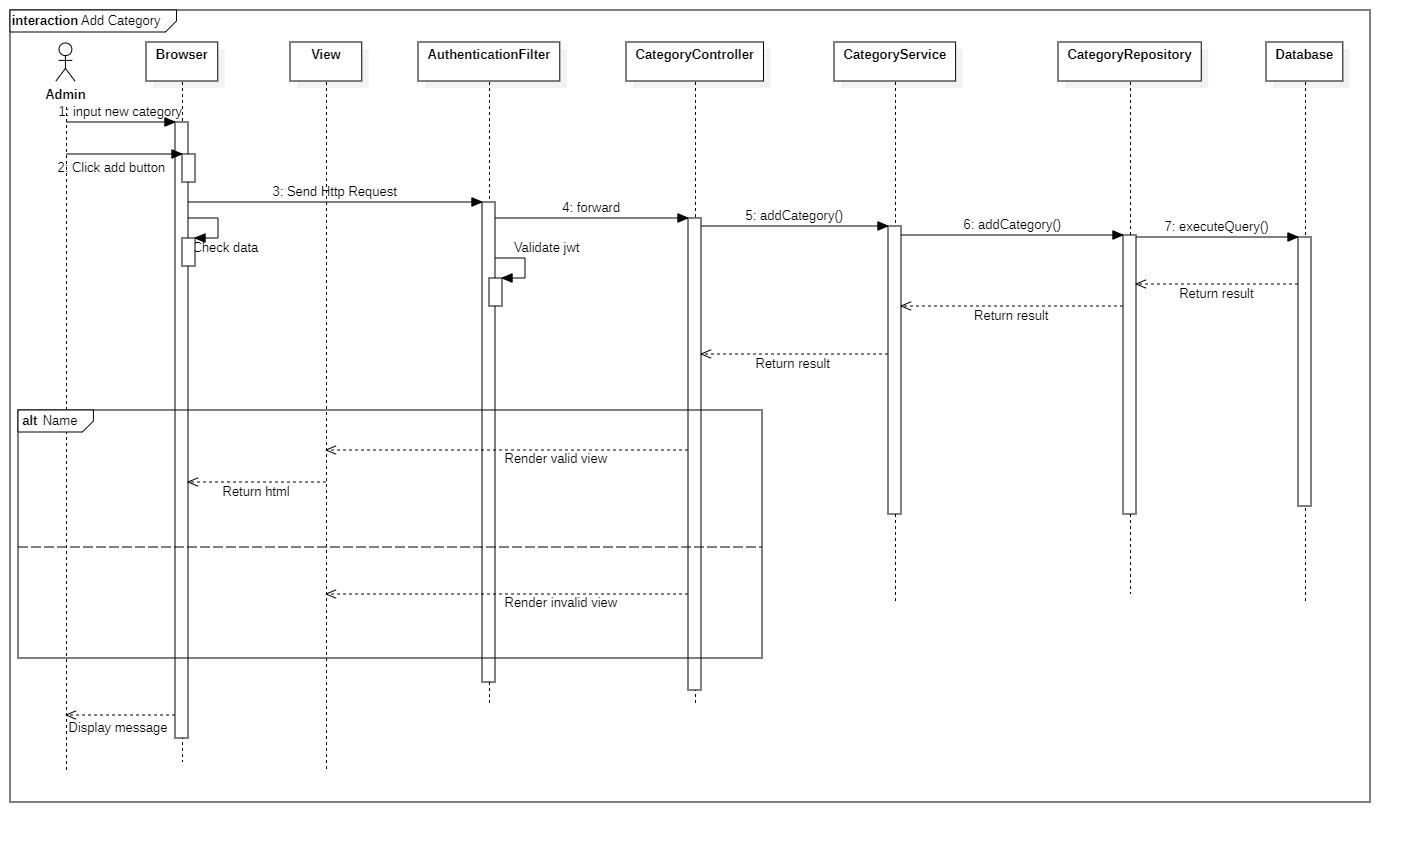 interaction Add Category
Browser
View
AuthenticationFilter
CategoryController
CategoryService
CategoryRepository
Database
Admin
1: input new category
2: Click add button
3: Send Http Request
4: forward
5: addCategory()
6: addCategory()
7: executeQuery()
Check data
Validate jwt
Return result
Return result
Return result
alt Name
Render valid view
Return html
Render invalid view
Display message